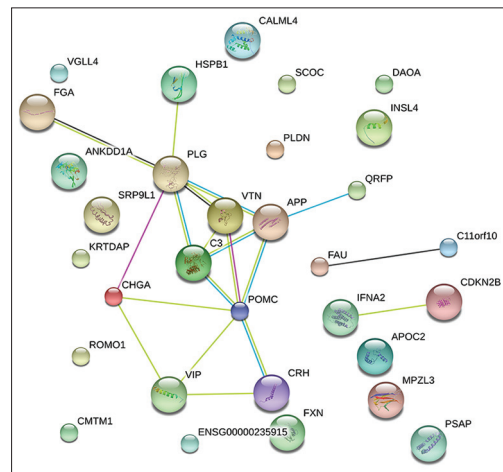 CALML4
VGLL4
HSPB1
SCOC
DAOA
FGA
INSL4
PLDN
ANKDD1A
PLG
QRFP
SRP9L1
VTN
APP
C11orf10
KRTDAP
C3
FAU
CHGA
POMC
IFNA2
CDKN2B
ROMO1
APOC2
VIP
CRH
MPZL3
CMTM1
ENSG00000235915
FXN
PSAP